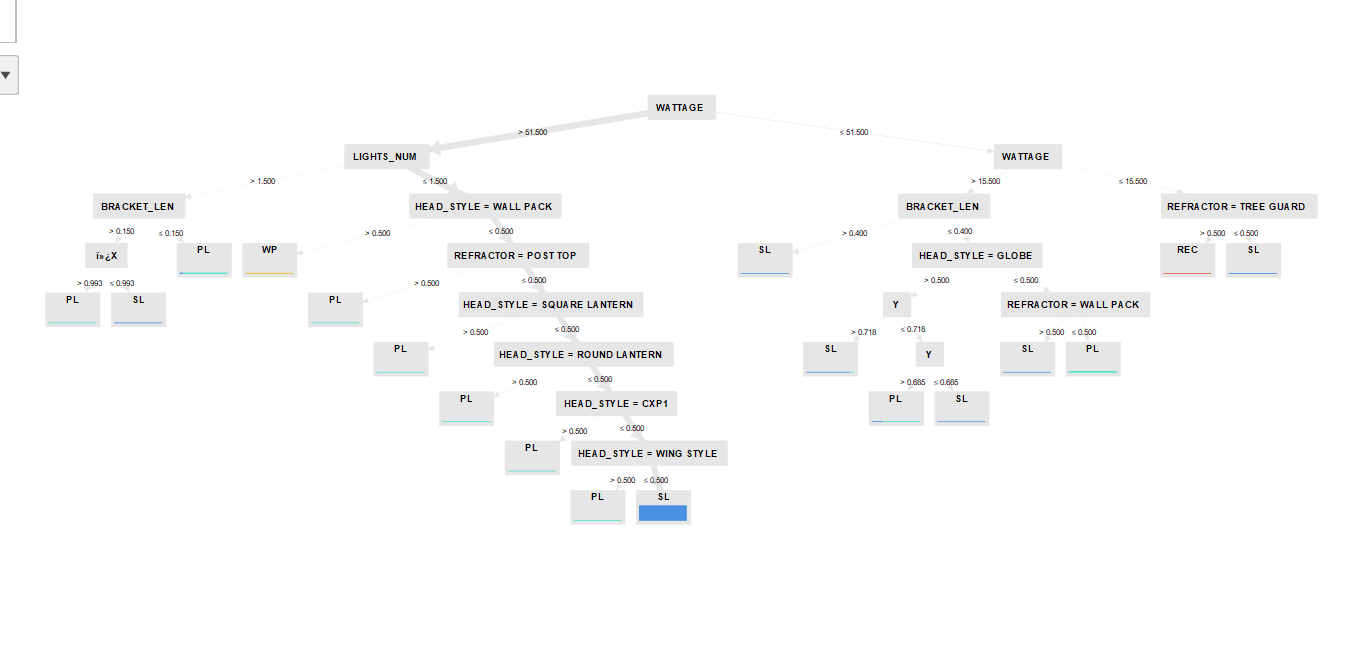 WATTAGE
> 51.500
≤ 51.500
LIGHTS_NUM
WATTAGE
> 1.500
≤ 1.500
> 15.500
≤ 15.500
BRACKET_LEN
HEAD_STYLE = WALL PACK
BRACKET_LEN
REFRACTOR = TREE GUARD
> 0.150
≤ 0.150
> 0.500
≤ 0.500
> 0.400
≤ 0.400
> 0.500
≤ 0.500
ï»¿X
PL
WP
REFRACTOR = POST TOP
SL
HEAD_STYLE = GLOBE
REC
SL
> 0.993
≤ 0.993
> 0.500
≤ 0.500
> 0.500
≤ 0.500
PL
SL
PL
HEAD_STYLE = SQUARE LANTERN
Y
REFRACTOR = WALL PACK
> 0.500
≤ 0.500
> 0.718
≤ 0.718
> 0.500
≤ 0.500
PL
HEAD_STYLE = ROUND LANTERN
SL
Y
SL
PL
> 0.500
≤ 0.500
> 0.685
≤ 0.685
PL
HEAD_STYLE = CXP1
PL
SL
> 0.500
≤ 0.500
PL
HEAD_STYLE = WING STYLE
> 0.500
≤ 0.500
PL
SL